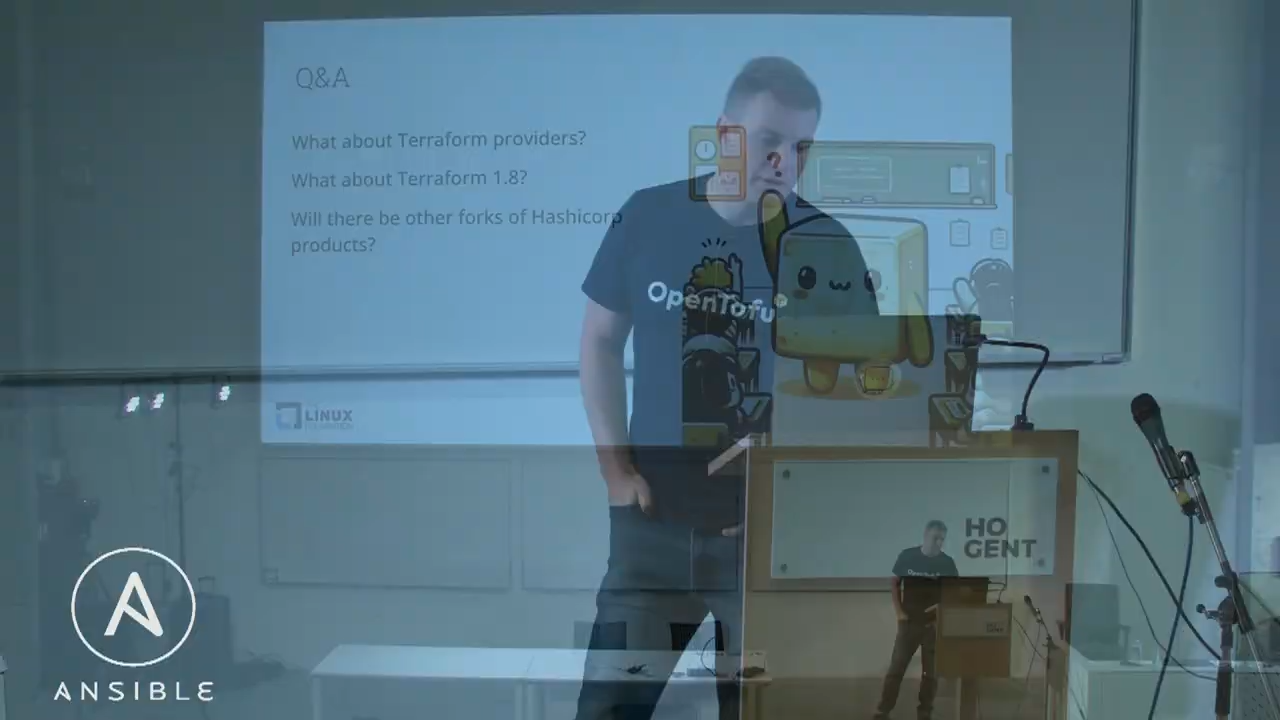 Q&A
What about Terraform providers?
What about Terraform 1.8?
Will there be other forks of Hashicorp
products?
OpenTofu
LINUX
FOUNDATION
HO
GENT
ANSIBLE